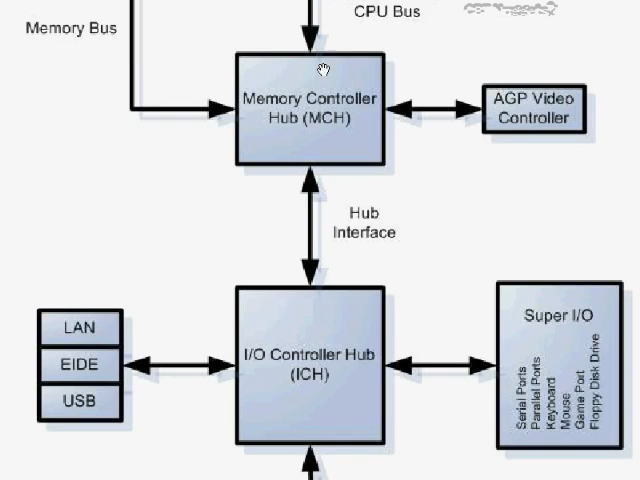 CPU Bus
Memory Bus
Memory Controller
Hub (MCH)
AGP Video
Controller
Hub
Interface
LAN
EIDE
USB
I/O Controller Hub
(ICH)
Super I/O
Serial Ports
Parallel Ports
Keyboard
Mouse
Game Port
Floppy Disk Drive